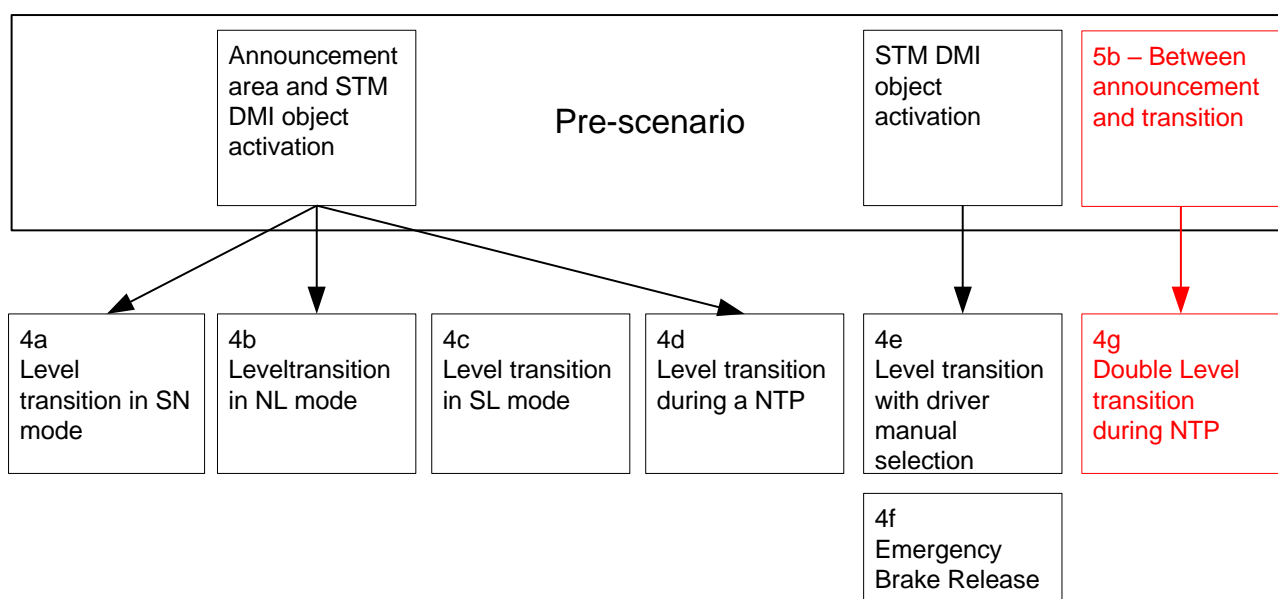 Announcement
area and STM
DMI object
activation
Pre-scenario
STM DMI
object
activation
5b – Between
announcement
and transition
4a
Level
transition in SN
mode
4b
Leveltransition
in NL mode
4c
Level transition
in SL mode
4d
Level transition
during a NTP
4e
Level transition
with driver
manual
selection
4g
Double Level
transition
during NTP
4f
Emergency
Brake Release